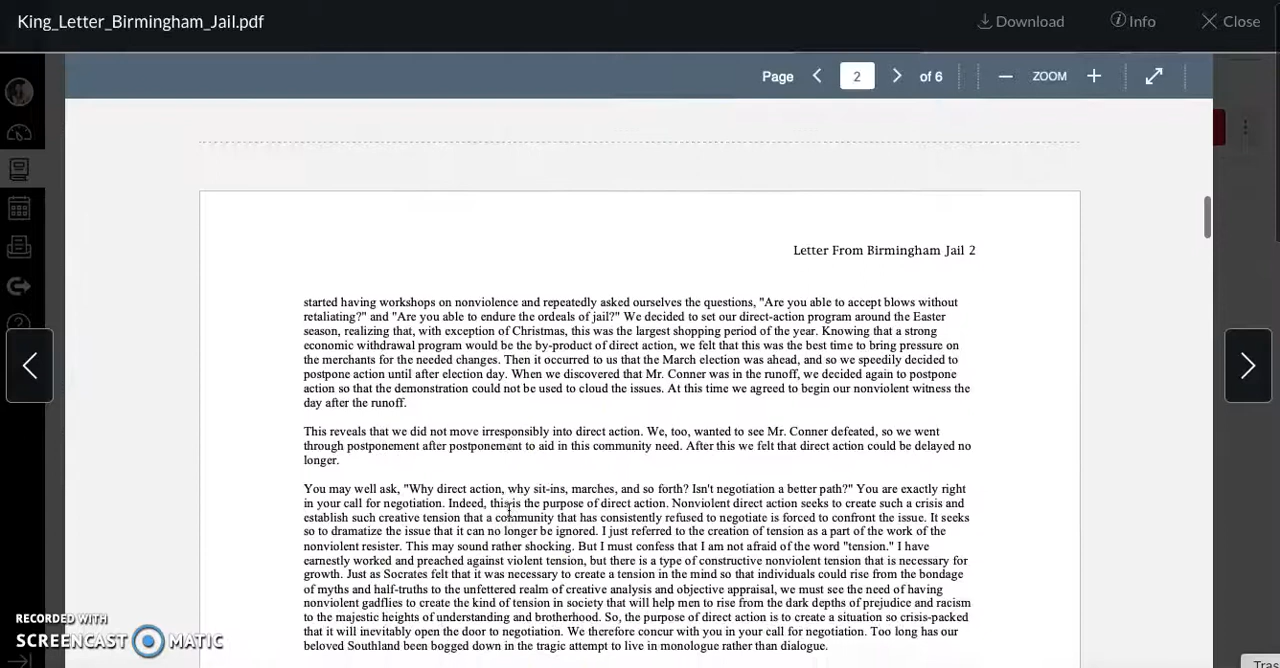 King_Letter_Birmingham_Jail.pdf
Download
Info
Close
Page
2
of 6
ZOOM
Letter From Birmingham Jail 2
started having workshops on nonviolence and repeatedly asked ourselves the questions, "Are you able to accept blows without
retaliating?" and "Are you able to endure the ordeals of jail?" We decided to set our direct-action program around the Easter
season, realizing that, with exception of Christmas, this was the largest shopping period of the year. Knowing that a strong
economic withdrawal program would be the by-product of direct action, we felt that this was the best time to bring pressure on
the merchants for the needed changes. Then it occurred to us that the March election was ahead, and so we speedily decided to
postpone action until after election day. When we discovered that Mr. Conner was in the runoff, we decided again to postpone
action so that the demonstration could not be used to cloud the issues. At this time we agreed to begin our nonviolent witness the
day after the runoff.
This reveals that we did not move irresponsibly into direct action. We, too, wanted to see Mr. Conner defeated, so we went
through postponement after postponement to aid in this community need. After this we felt that direct action could be delayed no
longer.
You may well ask, "Why direct action, why sit-ins, marches, and so forth? Isn't negotiation a better path?" You are exactly right
in your call for negotiation. Indeed, this is the purpose of direct action. Nonviolent direct action seeks to create such a crisis and
establish such creative tension that a community that has consistently refused to negotiate is forced to confront the issue. It seeks
so to dramatize the issue that it can no longer be ignored. I just referred to the creation of tension as a part of the work of the
nonviolent resister. This may sound rather shocking. But I must confess that I am not afraid of the word "tension." I have
earnestly worked and preached against violent tension, but there is a type of constructive nonviolent tension that is necessary for
growth. Just as Socrates felt that it was necessary to create a tension in the mind so that individuals could rise from the bondage
of myths and half-truths to the unfettered realm of creative analysis and objective appraisal, we must see the need of having
nonviolent gadflies to create the kind of tension in society that will help men to rise from the dark depths of prejudice and racism
to the majestic heights of understanding and brotherhood. So, the purpose of direct action is to create a situation so crisis-packed
that it will inevitably open the door to negotiation. We therefore concur with you in your call for negotiation. Too long has our
beloved Southland been bogged down in the tragic attempt to live in monologue rather than dialogue.
RECORDED WITH
SCREENCAST MATIC